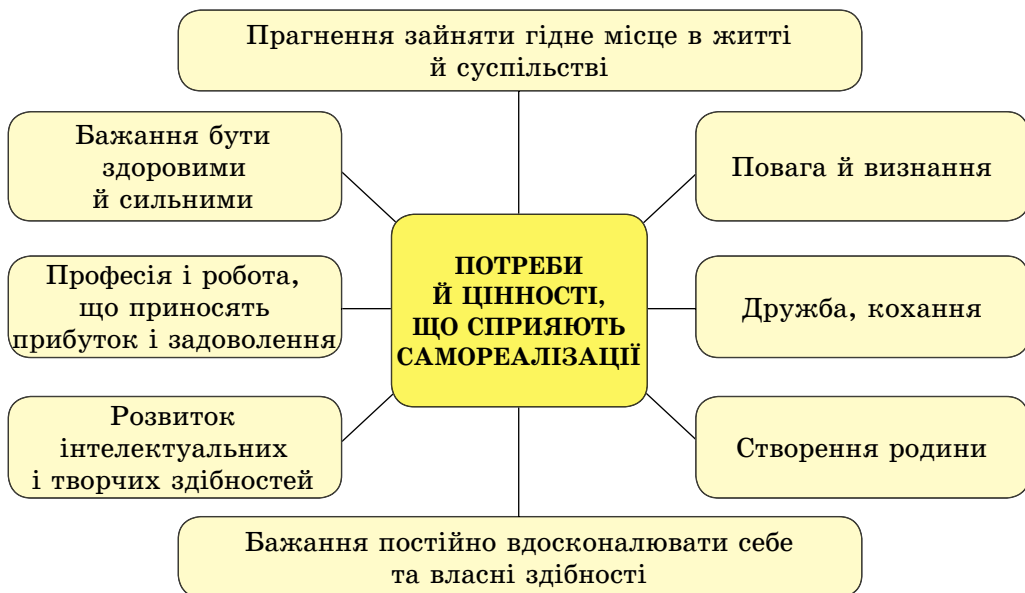 Прагнення зайняти гідне місце в житті
й суспільстві
Бажання бути
здоровими
й сильними
Повага й визнання
Професія і робота,
що приносять
прибуток і задоволення
ПОТРЕБИ
Й ЦІННОСТІ,
ЩО СПРИЯЮТЬ
САМОРЕАЛІЗАЦІЇ
Дружба, кохання
Розвиток
інтелектуальних
і творчих здібностей
Створення родини
Бажання постійно вдосконалювати себе
та власні здібності